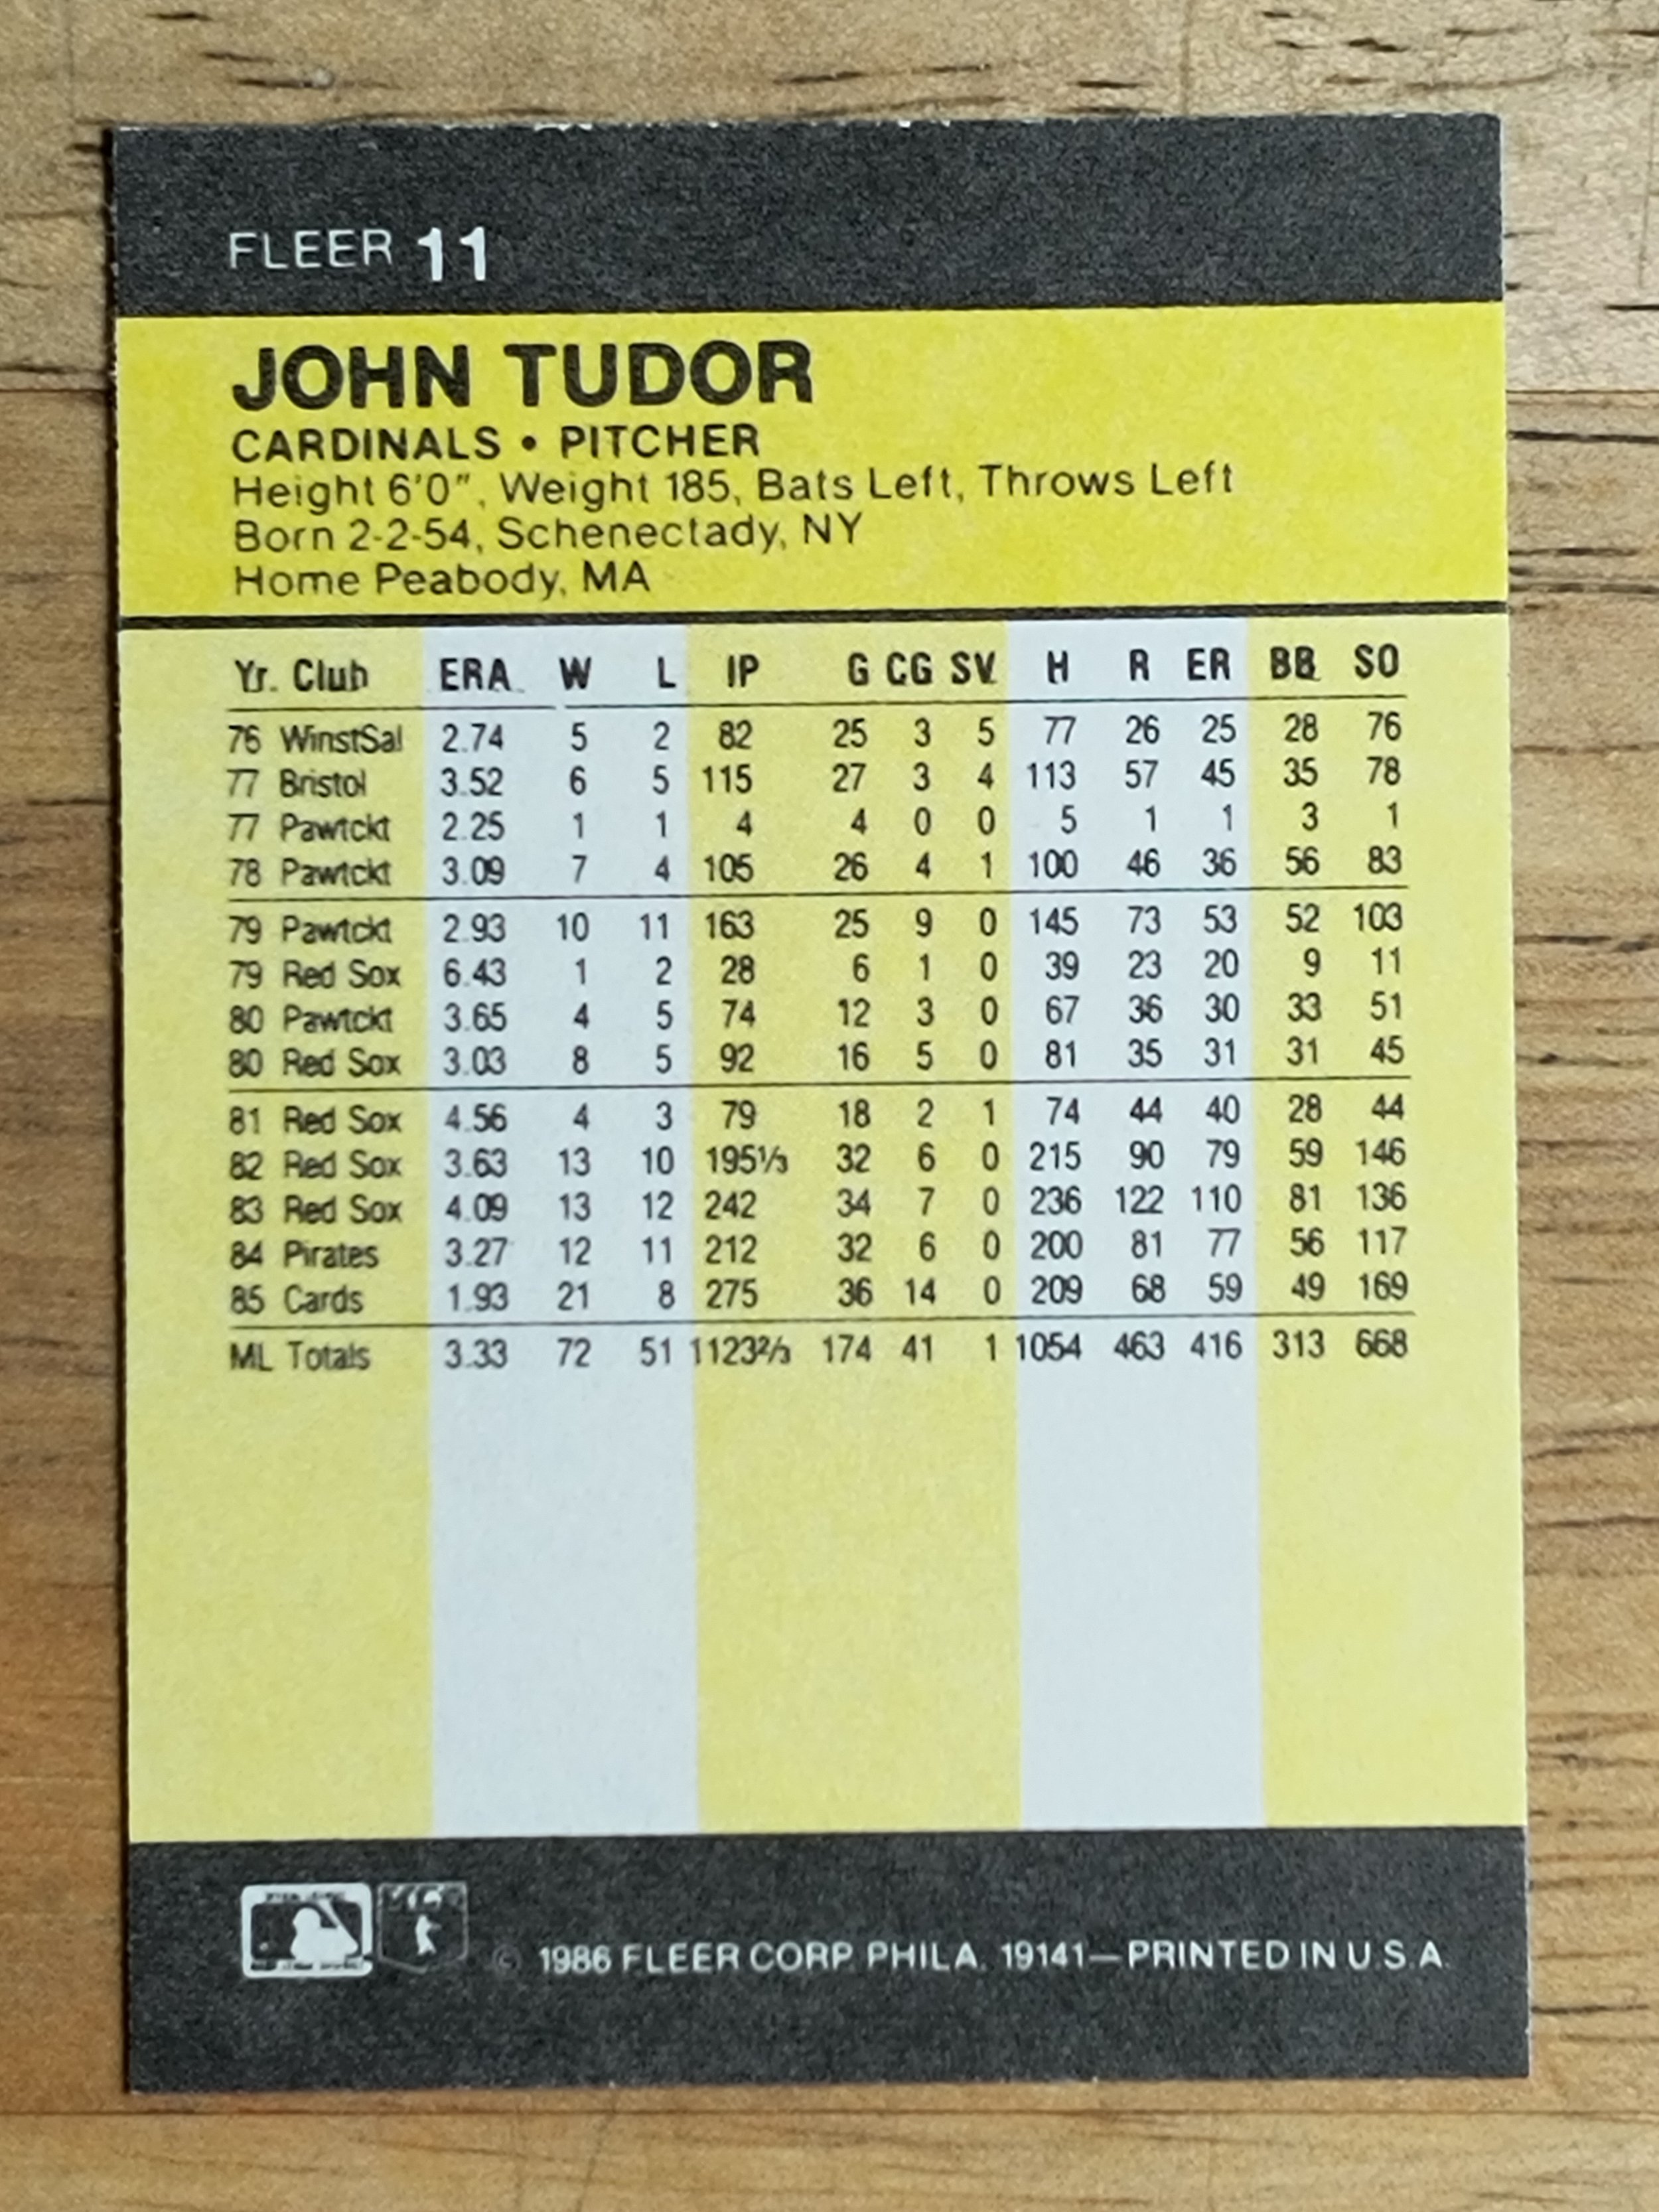 FLEER 11
JOHN TUDOR
CARDINALS • PITCHER
Height 6'0", Weight 185, Bats Left, Throws Left
Born 2-2-54, Schenectady, NY
Home Peabody, MA
Yr. Club ERA W L IP G CG SV H R ER BB SO
76 WinstSal 2.74 5 2 82 25 3 5 77 26 25 28 76
77 Bristol 3.52 6 5 115 27 3 4 113 57 45 35 78
77 Pawtckt 2.25 1 1 4 4 0 0 5 1 1 3 1
78 Pawtckt 3.09 7 4 105 26 4 1 100 46 36 56 83
79 Pawtckt 2.93 10 11 163 25 9 0 145 73 53 52 103
79 Red Sox 6.43 1 2 28 6 1 0 39 23 20 9 11
80 Pawtckt 3.65 4 5 74 12 3 0 67 36 30 33 51
80 Red Sox 3.03 8 5 92 16 5 0 81 35 31 31 45
81 Red Sox 4.56 4 3 79 18 2 1 74 44 40 28 44
82 Red Sox 3.63 13 10 195⅓ 32 6 0 215 90 79 59 146
83 Red Sox 4.09 13 12 242 34 7 0 236 122 110 81 136
84 Pirates 3.27 12 11 212 32 6 0 200 81 77 56 117
85 Cards 1.93 21 8 275 36 14 0 209 68 59 49 169
ML Totals 3.33 72 51 1123⅔ 174 41 1 1054 463 416 313 668
© 1986 FLEER CORP. PHILA. 19141—PRINTED IN U.S.A.